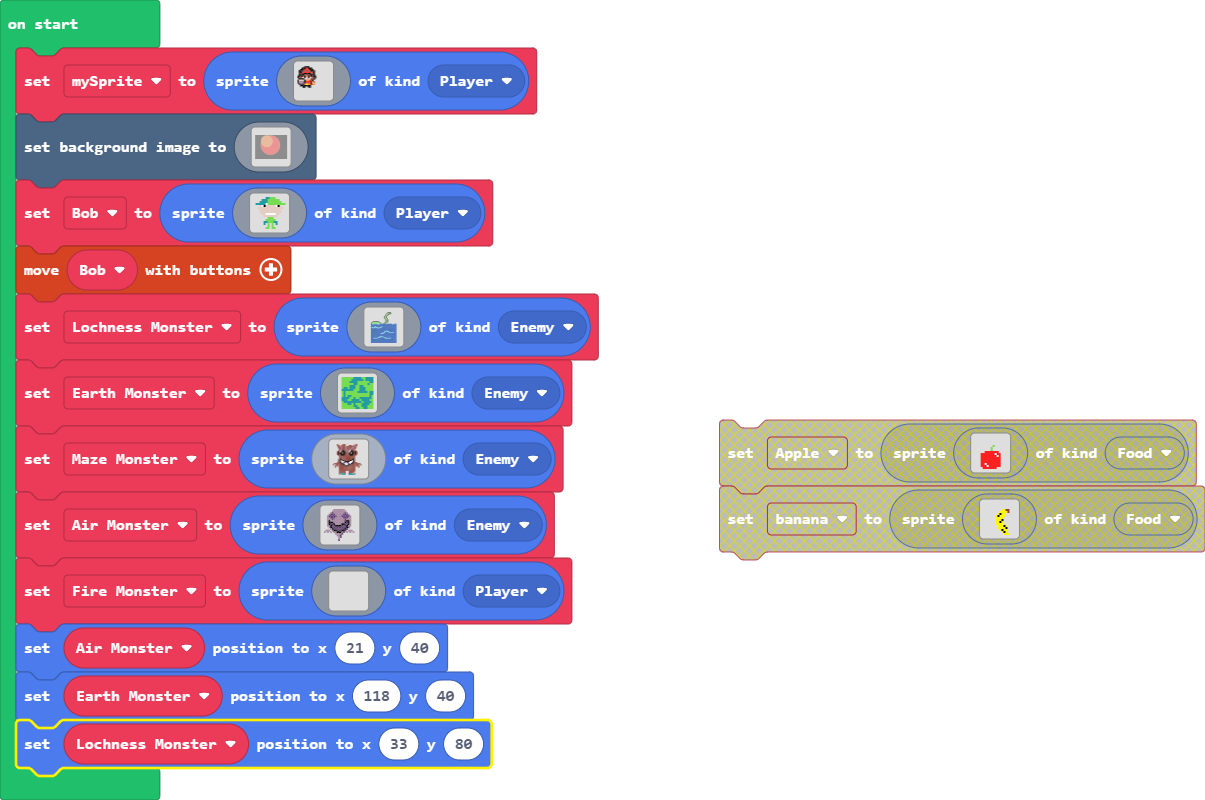 on start
set mySprite to sprite of kind Player
set background image to
set Bob to sprite of kind Player
move Bob with buttons
set Lochness Monster to sprite of kind Enemy
set Earth Monster to sprite of kind Enemy
set Maze Monster to sprite of kind Enemy
set Apple to sprite of kind Food
set Air Monster to sprite of kind Enemy
set banana to sprite of kind Food
set Fire Monster to sprite of kind Player
set Air Monster position to x 21 y 40
set Earth Monster position to x 118 y 40
set Lochness Monster position to x 33 y 80